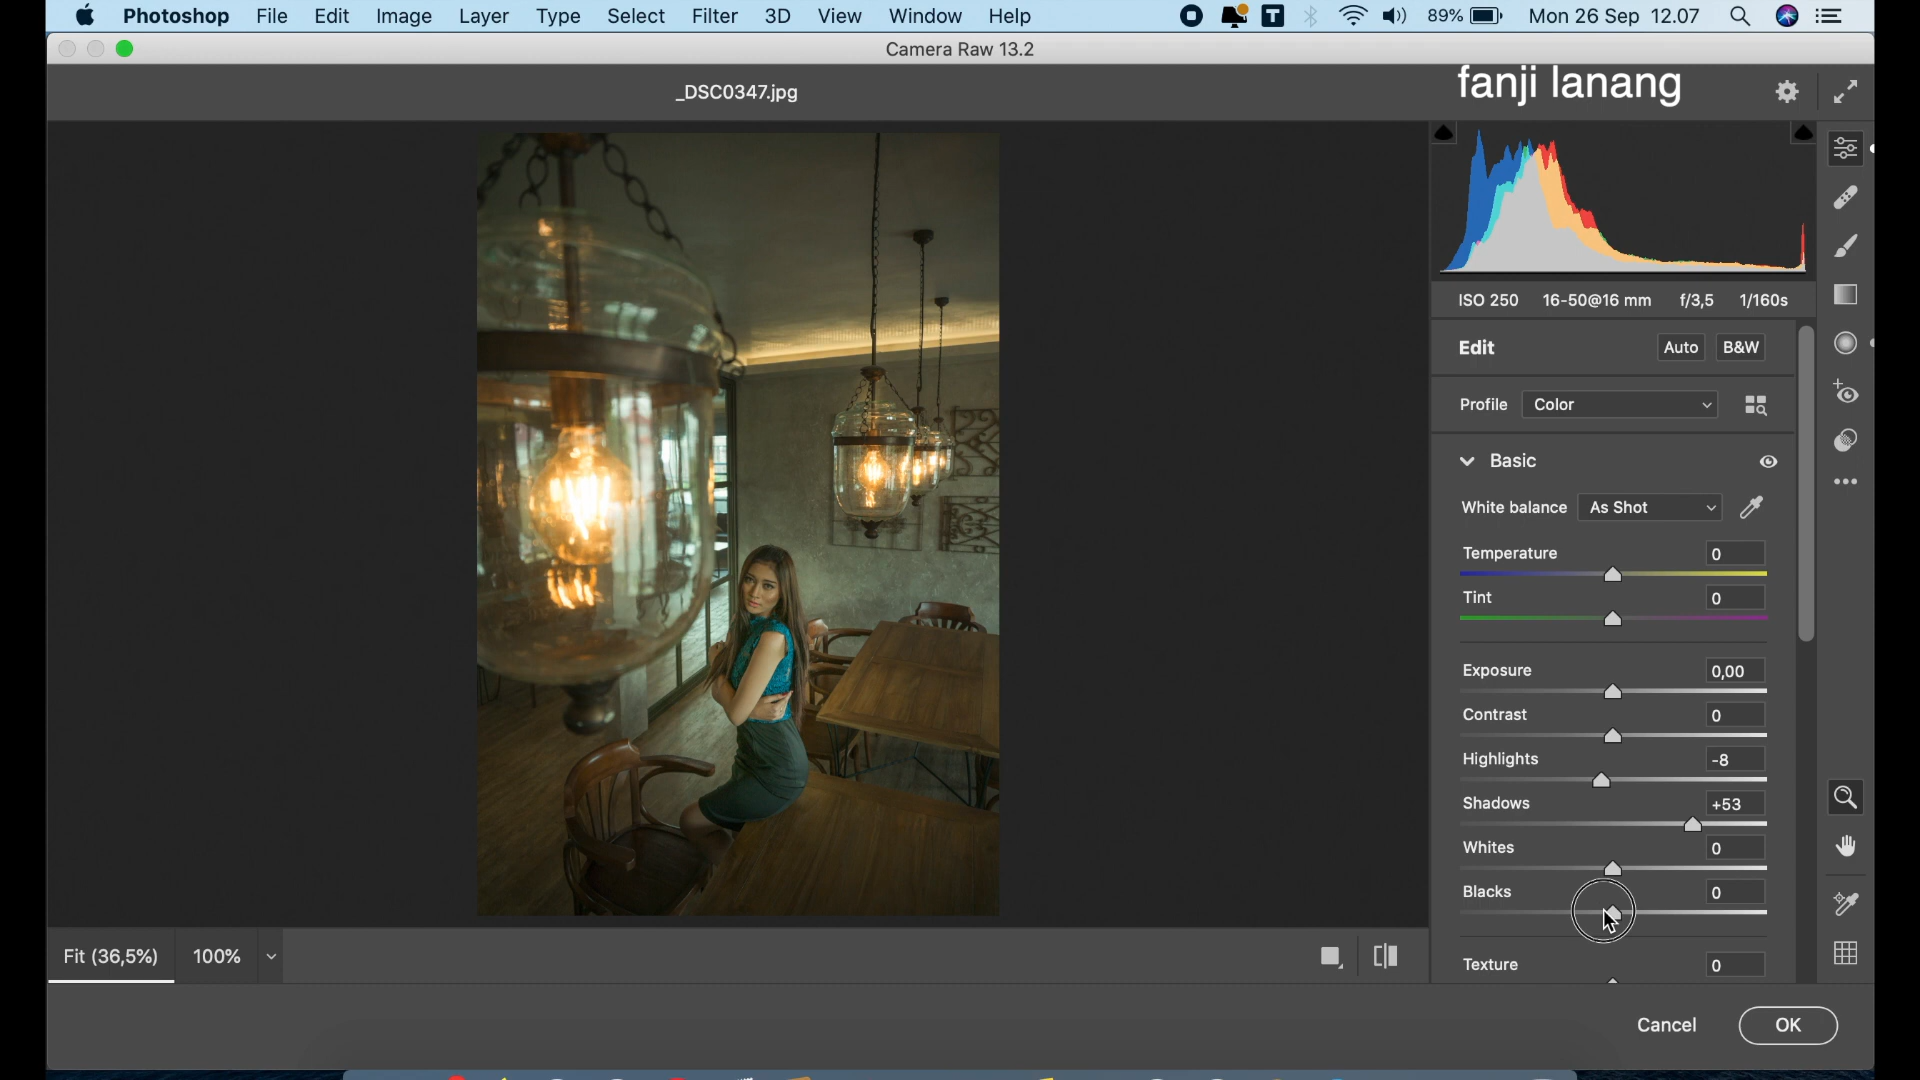 Photoshop File Edit Image Layer Type Select Filter 3D View Window Help T 89% Mon 26 Sep 12.07
Camera Raw 13.2
fanji lanang
_DSC0347.jpg
ISO 250 16-50@16 mm f/3,5 1/160s
Edit Auto B&W
Profile Color
Basic
White balance As Shot
Temperature 0
Tint 0
Exposure 0,00
Contrast 0
Highlights -8
Shadows +53
Whites 0
Blacks 0
Texture 0
Fit (36,5%) 100%
Cancel OK